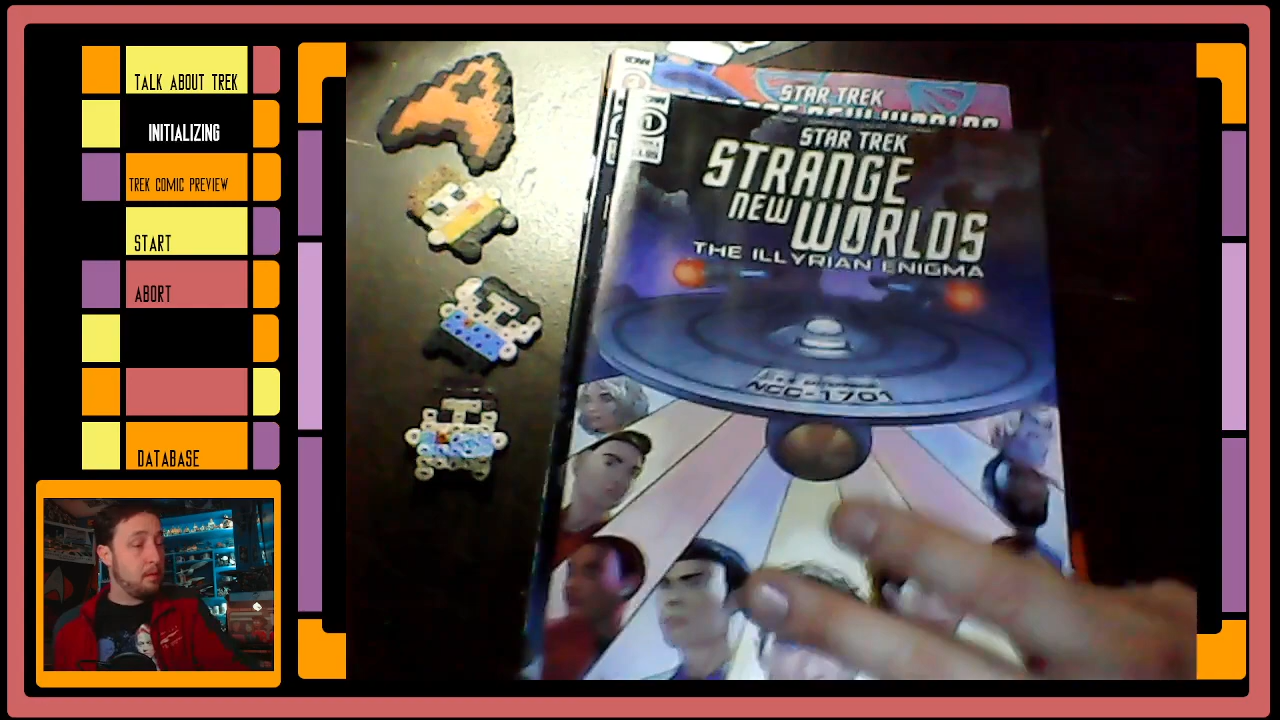 TALK ABOUT TREK
INITIALIZING
TREK COMIC PREVIEW
START
ABORT
DATABASE
IDW
STAR TREK
STAR TREK
STRANGE
NEW WORLDS
THE ILLYRIAN ENIGMA
NCC-1701